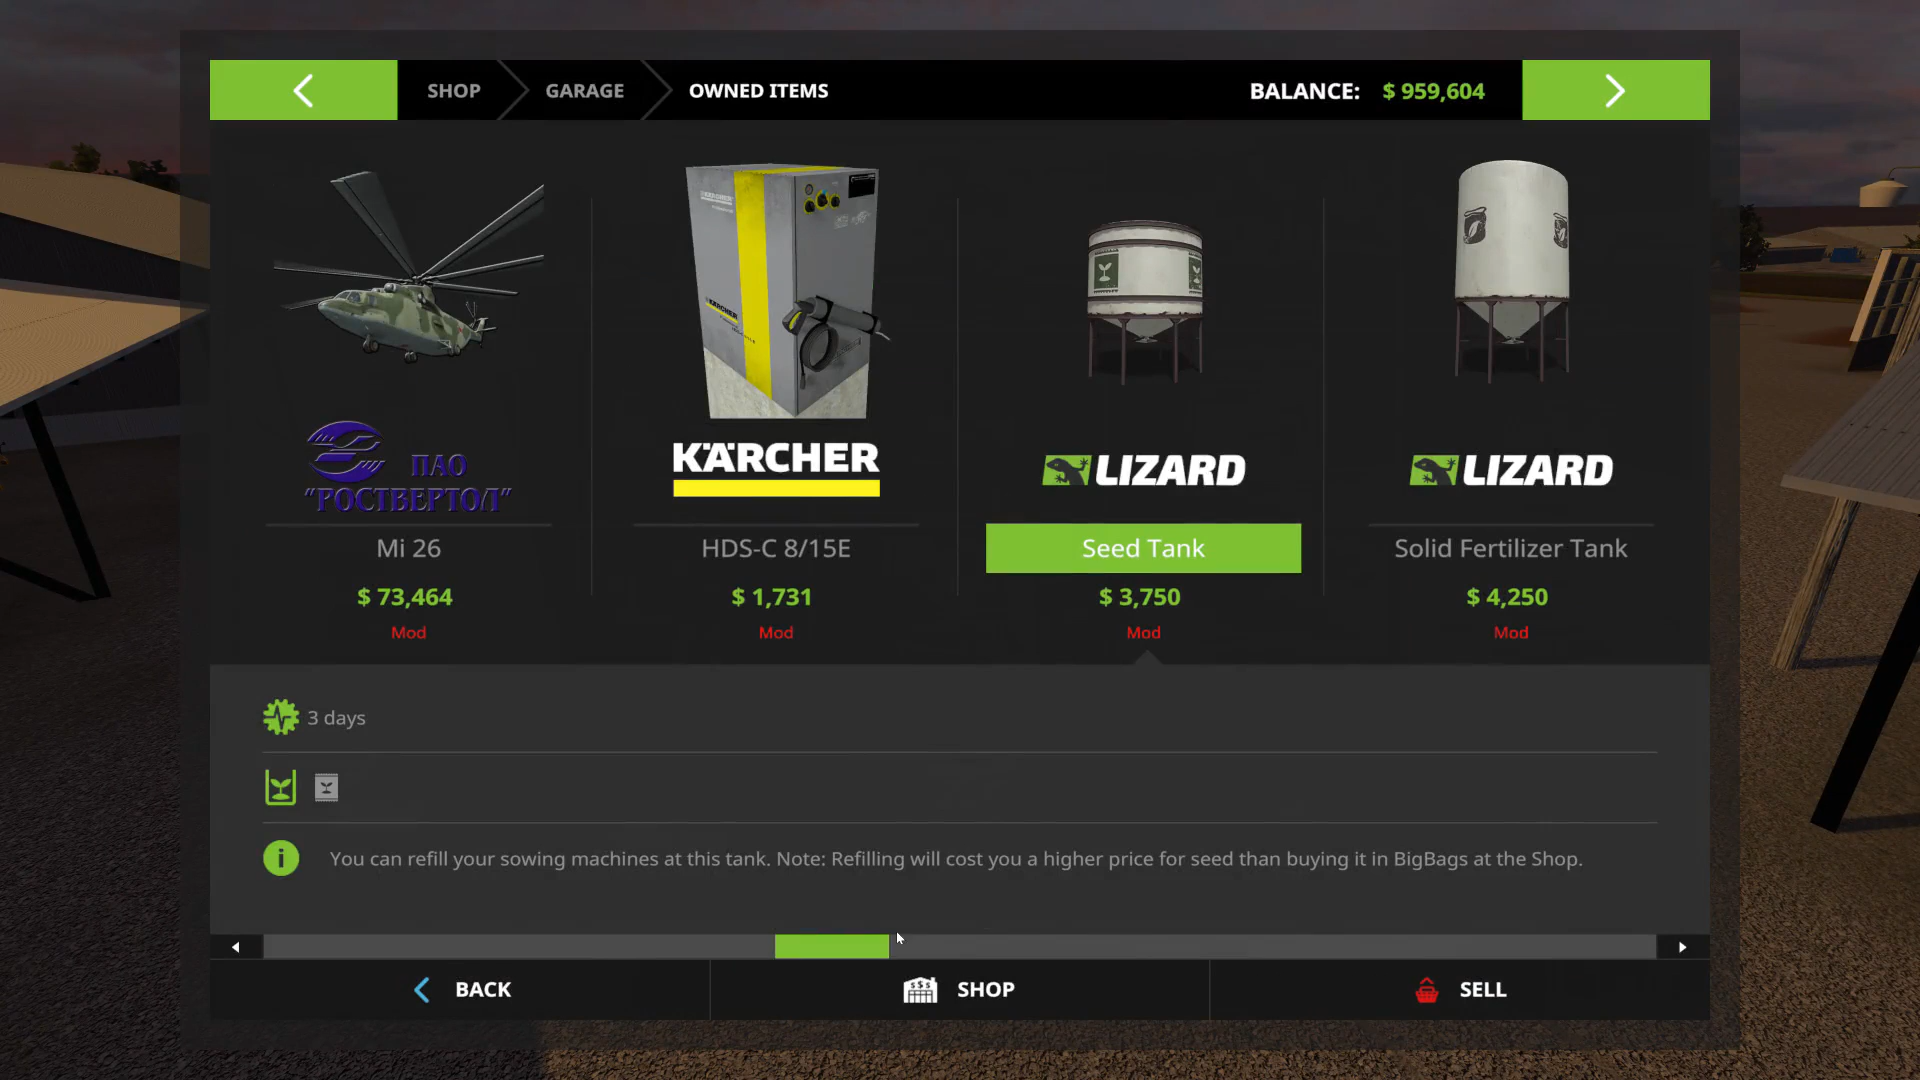 SHOP
GARAGE
OWNED ITEMS
BALANCE: $ 959,604
KÄRCHER
ПАО
"РОСТВЕРТОЛ"
KÄRCHER
LIZARD
LIZARD
Mi 26
HDS-C 8/15E
Seed Tank
Solid Fertilizer Tank
$ 73,464
$ 1,731
$ 3,750
$ 4,250
Mod
Mod
Mod
Mod
3 days
You can refill your sowing machines at this tank. Note: Refilling will cost you a higher price for seed than buying it in BigBags at the Shop.
BACK
SHOP
SELL